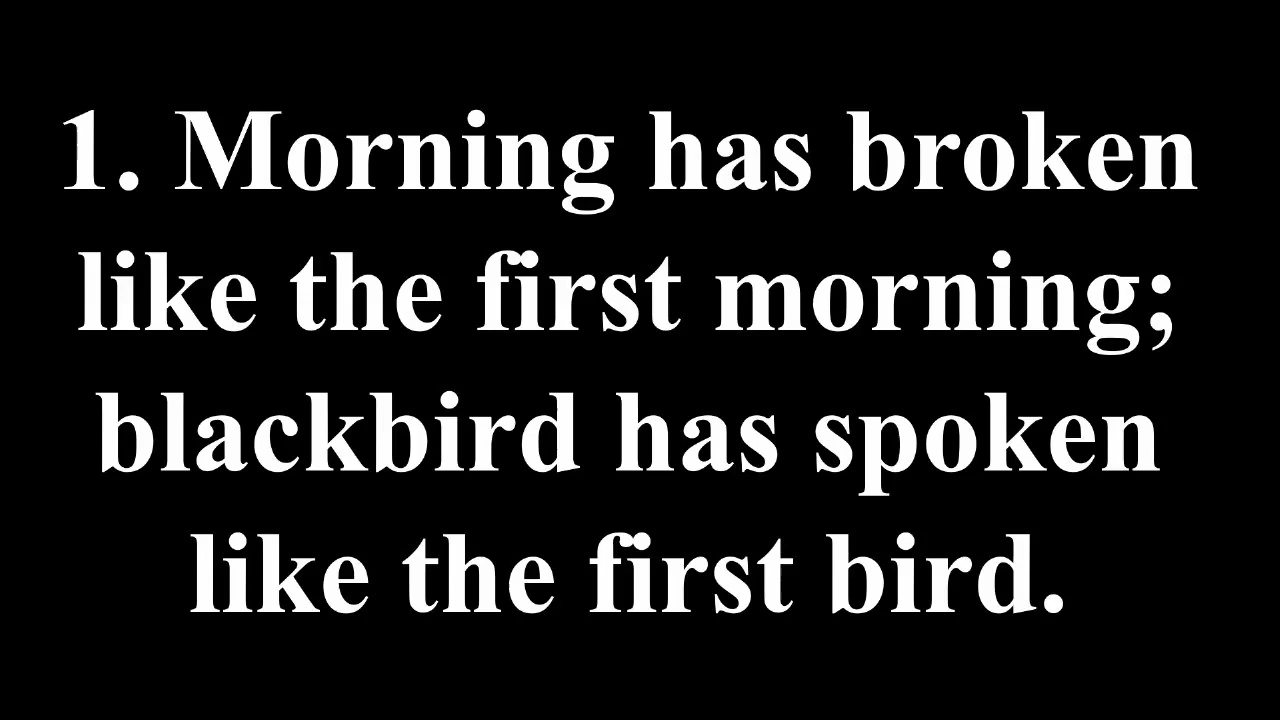 1. Morning has broken
like the first morning;
blackbird has spoken
like the first bird.